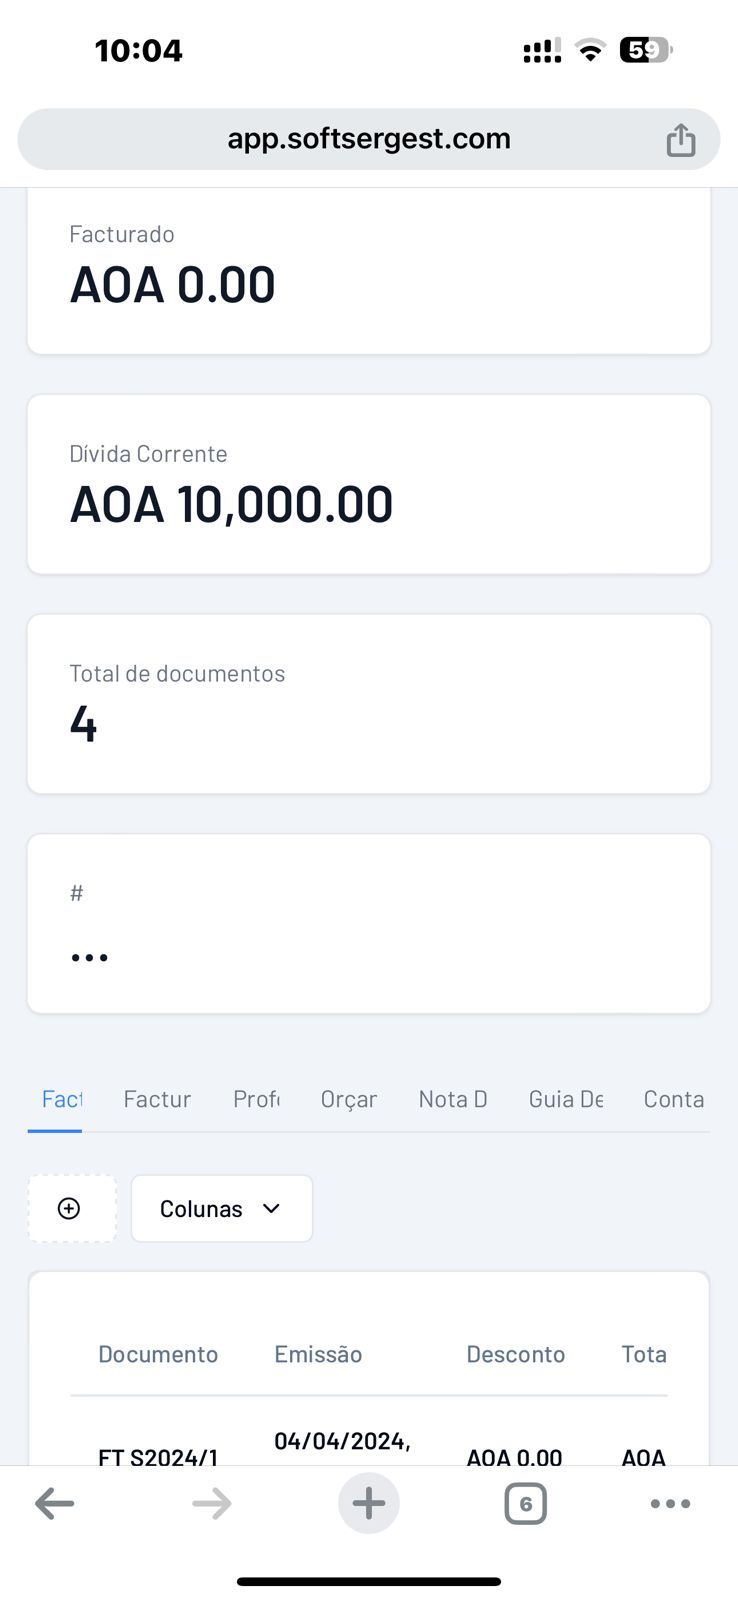 10:04
59
app.softsergest.com
Facturado
AOA 0.00
Dívida Corrente
AOA 10,000.00
Total de documentos
4
#
...
Fact Factur Prof Orçar Nota D Guia De Conta
Colunas
Documento Emissão Desconto Tota
04/04/2024,
FT S2024/1 AOA 0.00 AOA
6